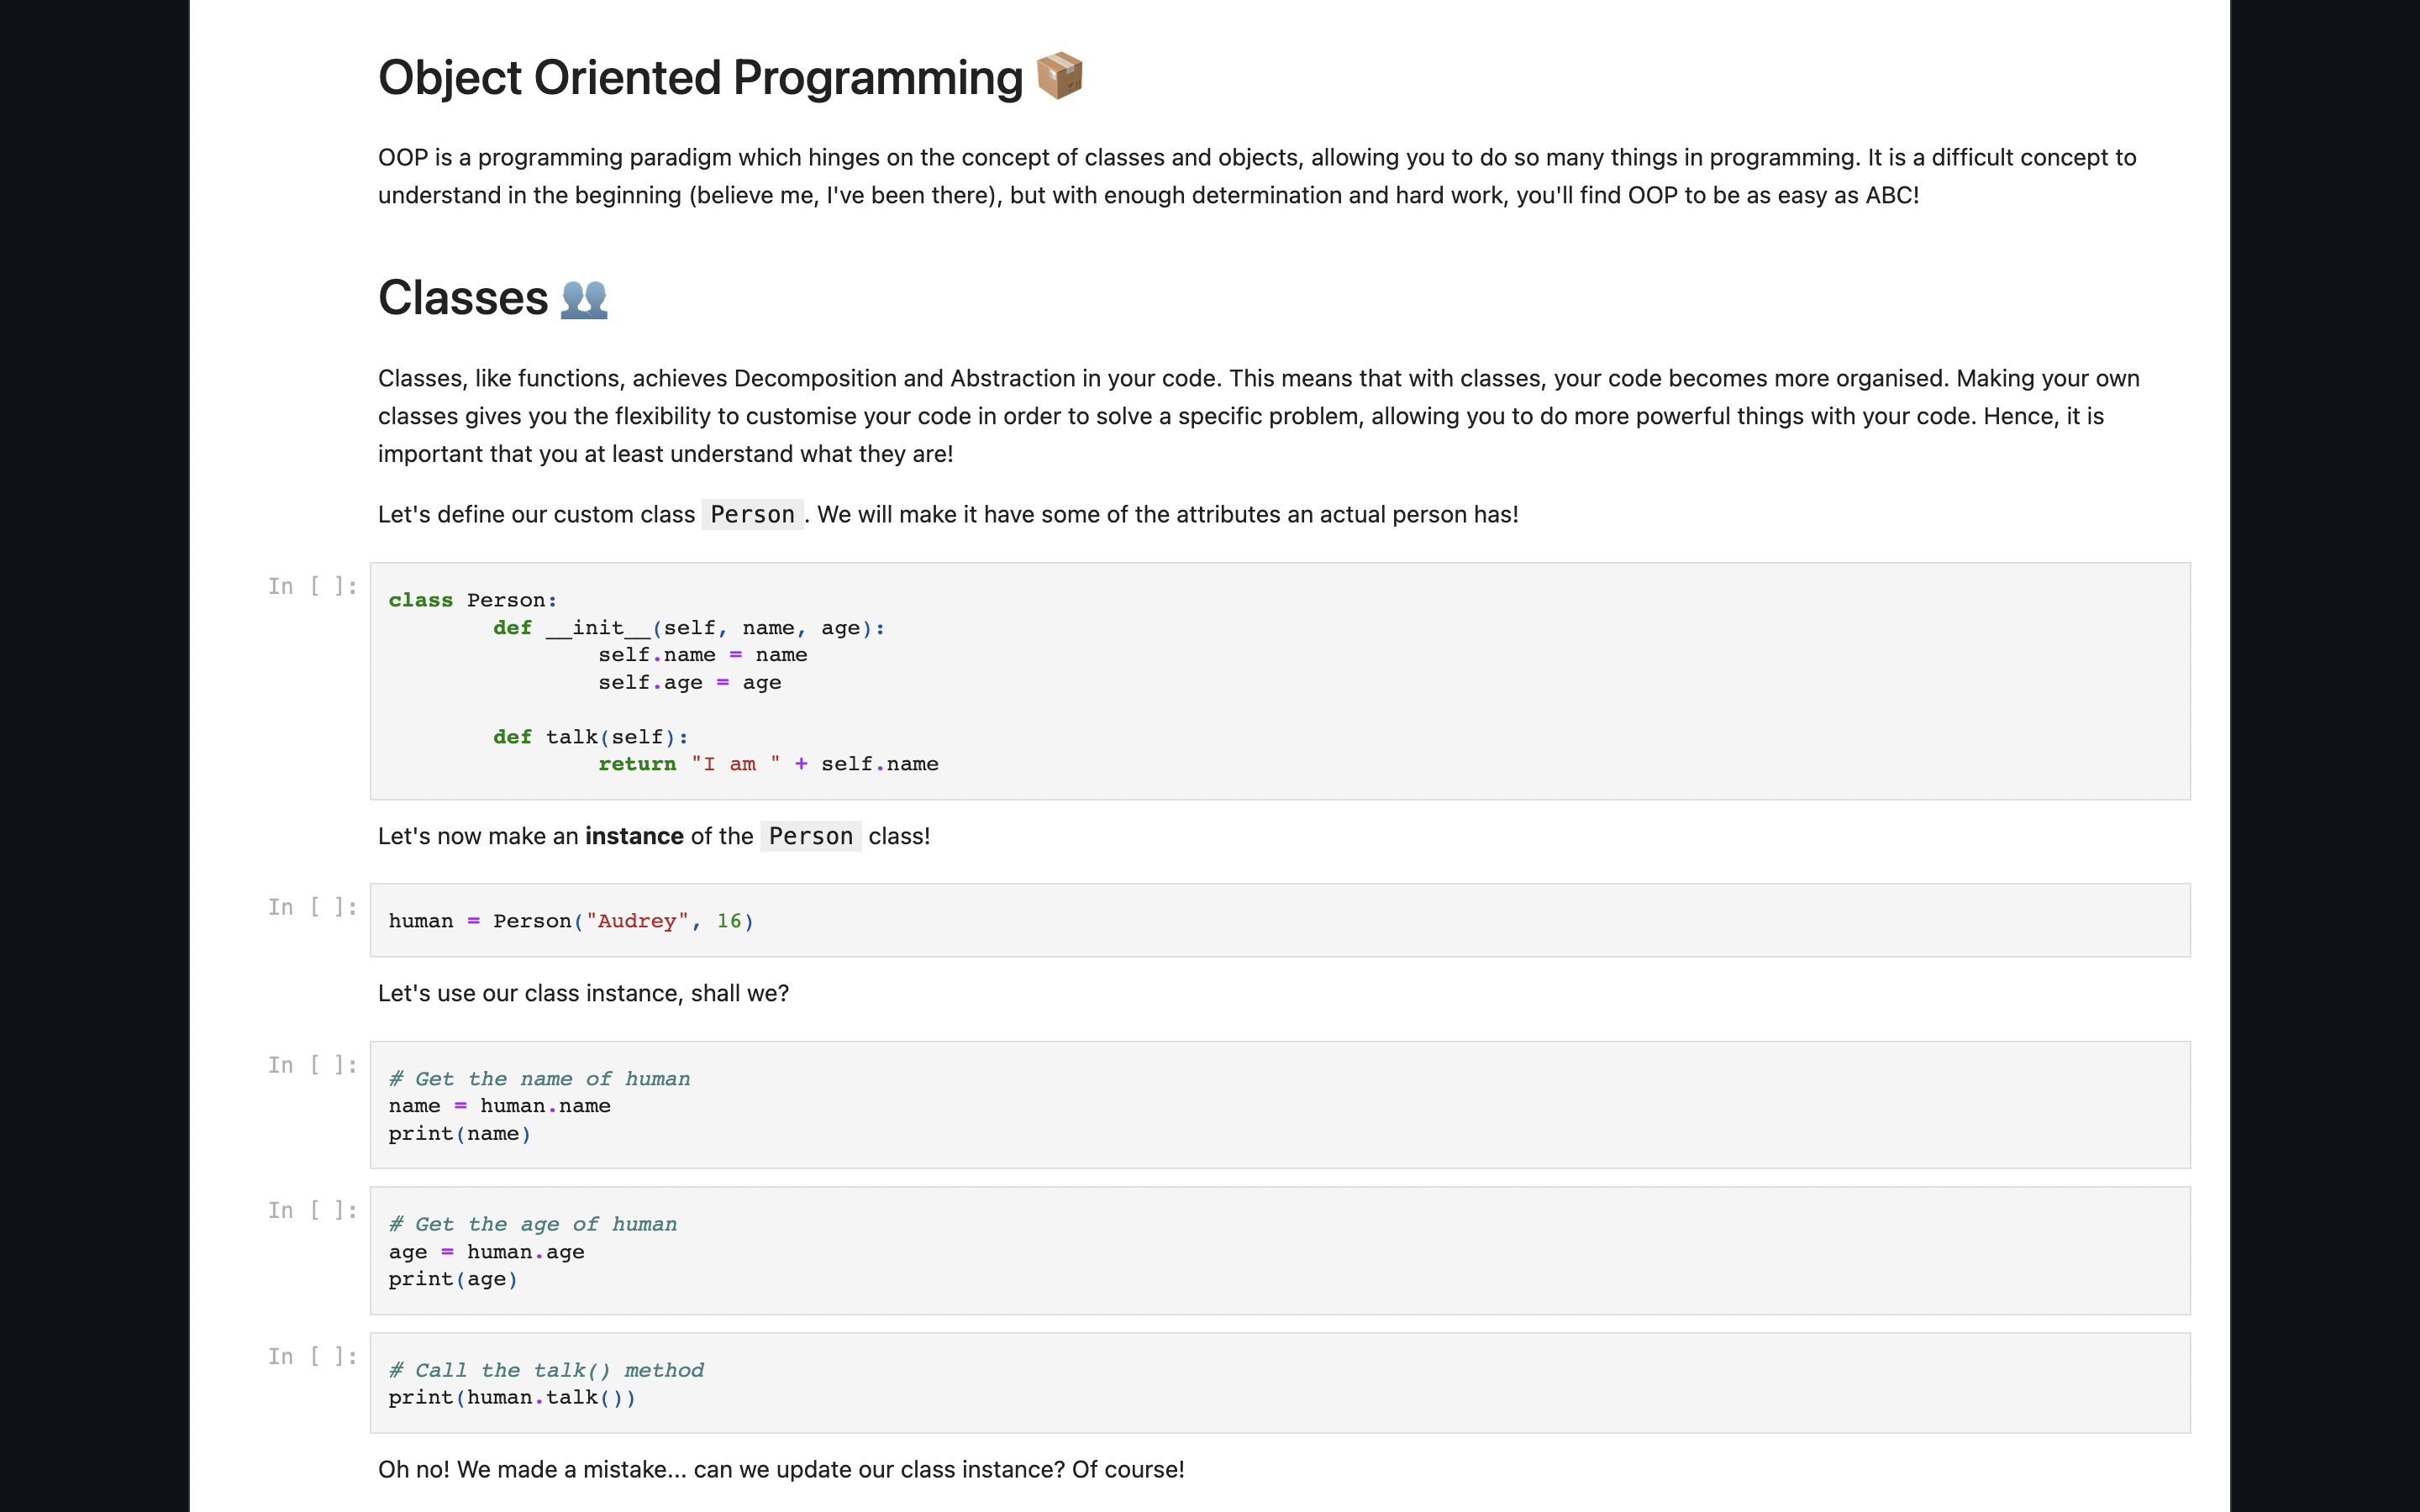 Object Oriented Programming 📦
OOP is a programming paradigm which hinges on the concept of classes and objects, allowing you to do so many things in programming. It is a difficult concept to
understand in the beginning (believe me, I've been there), but with enough determination and hard work, you'll find OOP to be as easy as ABC!
Classes 👥
Classes, like functions, achieves Decomposition and Abstraction in your code. This means that with classes, your code becomes more organised. Making your own
classes gives you the flexibility to customise your code in order to solve a specific problem, allowing you to do more powerful things with your code. Hence, it is
important that you at least understand what they are!
Let's define our custom class Person . We will make it have some of the attributes an actual person has!
In [ ]:
class Person:
        def __init__(self, name, age):
                self.name = name
                self.age = age
        def talk(self):
                return "I am " + self.name
Let's now make an instance of the Person class!
In [ ]:
human = Person("Audrey", 16)
Let's use our class instance, shall we?
In [ ]:
# Get the name of human
name = human.name
print(name)
In [ ]:
# Get the age of human
age = human.age
print(age)
In [ ]:
# Call the talk() method
print(human.talk())
Oh no! We made a mistake... can we update our class instance? Of course!